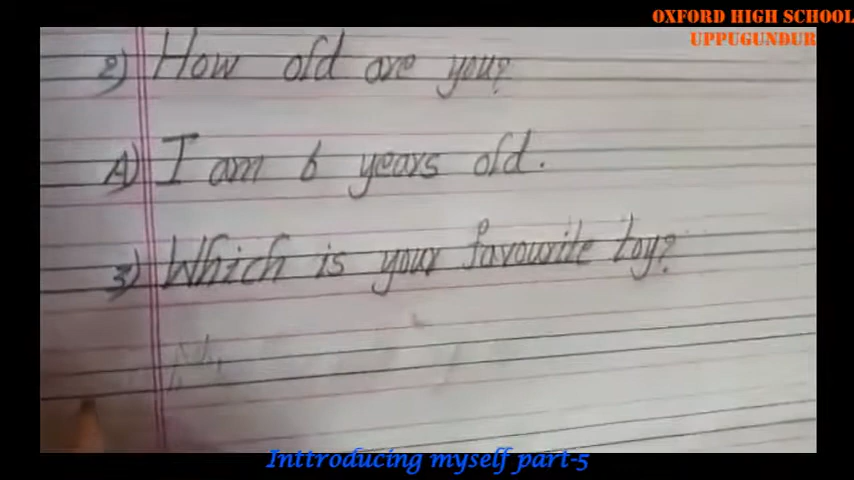 OXFORD HIGH SCHOOL
UPPUGUNDUR
2) How old are you?
A) I am 6 years old.
3) Which is your favourite toy?
Inttroducing myself part-5